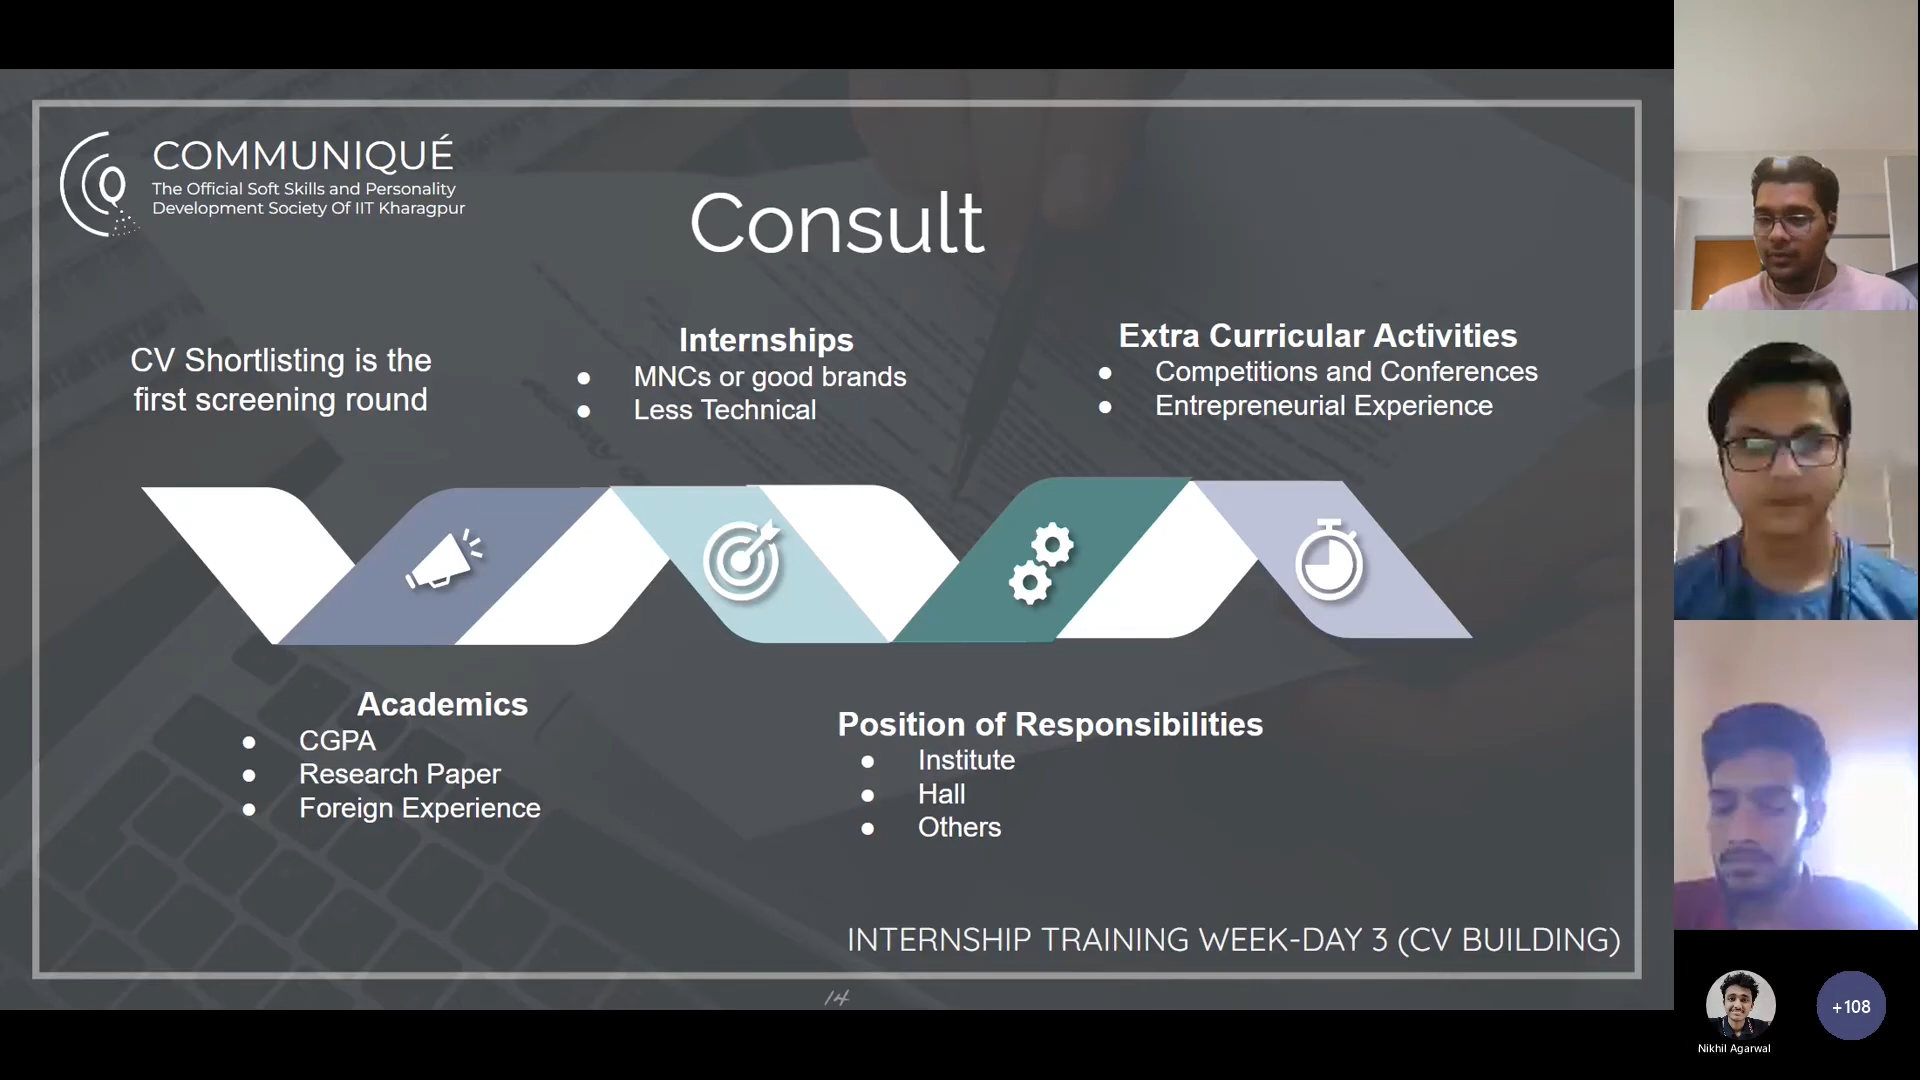 COMMUNIQUÉ
The Official Soft Skills and Personality
Development Society Of IIT Kharagpur
Consult
CV Shortlisting is the
first screening round
Internships
● MNCs or good brands
● Less Technical
Extra Curricular Activities
● Competitions and Conferences
● Entrepreneurial Experience
Academics
● CGPA
● Research Paper
● Foreign Experience
Position of Responsibilities
● Institute
● Hall
● Others
INTERNSHIP TRAINING WEEK-DAY 3 (CV BUILDING)
14
+108
Nikhil Agarwal